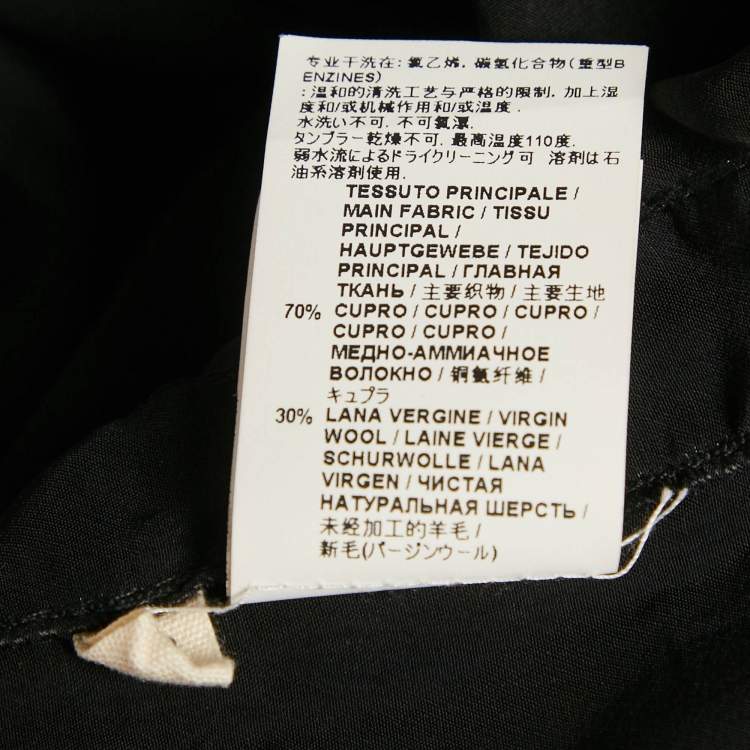 专业干洗在: 氯乙烯, 碳氢化合物(重型B
ENZINES)
: 温和的清洗工艺与严格的限制, 加上湿
度和/或机械作用和/或温度 .
水洗い不可. 不可氯漂.
タンブラー乾燥不可. 最高温度110度.
弱水流によるドライクリーニング可 溶剤は石
油系溶剤使用.
TESSUTO PRINCIPALE /
MAIN FABRIC / TISSU
PRINCIPAL /
HAUPTGEWEBE / TEJIDO
PRINCIPAL / ГЛАВНАЯ
ТКАНЬ / 主要织物 / 主要生地
70% CUPRO / CUPRO / CUPRO /
CUPRO / CUPRO /
МЕДНО-АММИАЧНОЕ
ВОЛОКНО / 铜氨纤维 /
キュプラ
30% LANA VERGINE / VIRGIN
WOOL / LAINE VIERGE /
SCHURWOLLE / LANA
VIRGEN / ЧИСТАЯ
НАТУРАЛЬНАЯ ШЕРСТЬ /
未经加工的羊毛 /
新毛(バージンウール)